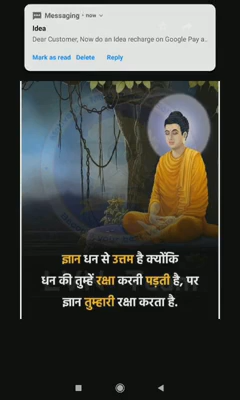 Messaging • now
Idea
Dear Customer, Now do an Idea recharge on Google Pay a..
Mark as read Delete Reply
ज्ञान धन से उत्तम है क्योंकि
धन की तुम्हें रक्षा करनी पड़ती है, पर
ज्ञान तुम्हारी रक्षा करता है.